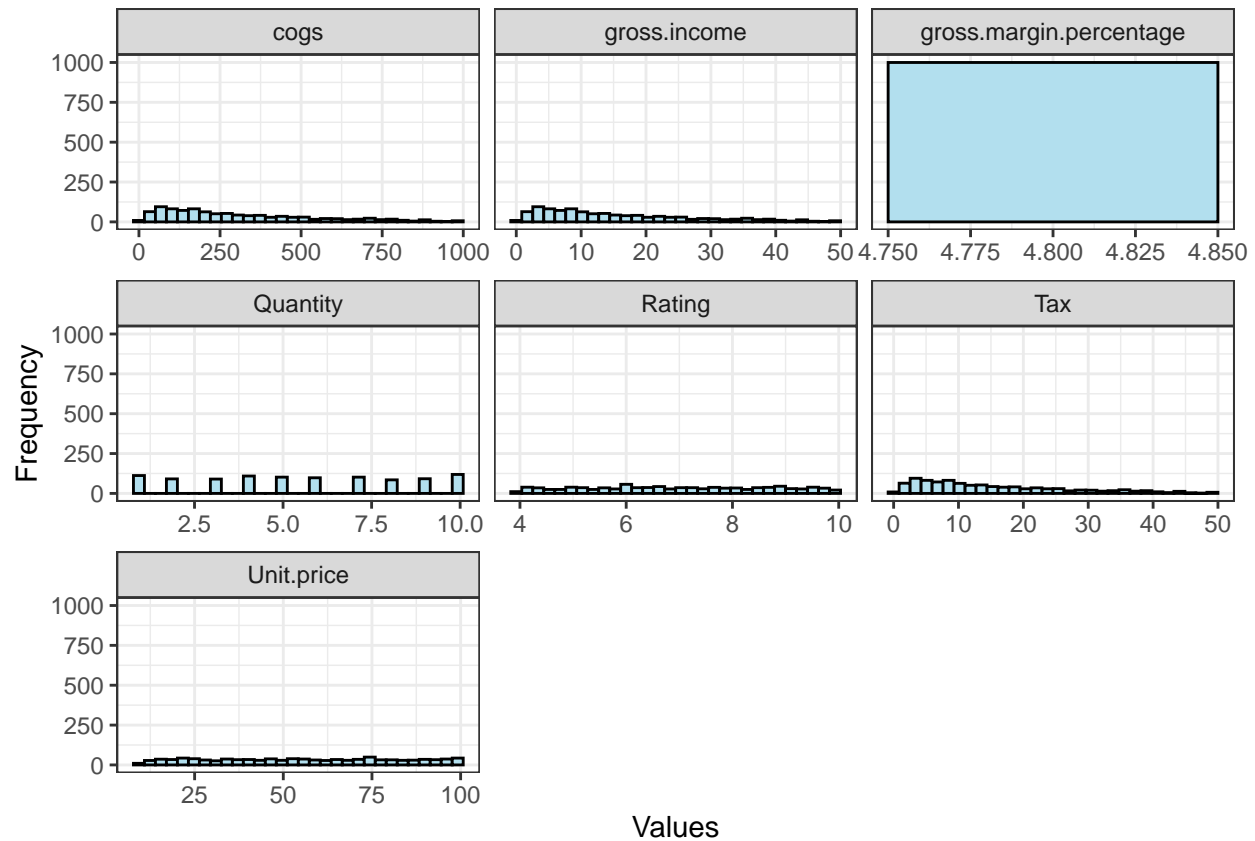 cogs gross.income gross.margin.percentage
1000
750
500
250
0
0 250 500 750 1000 0 10 20 30 40 50 4.750 4.775 4.800 4.825 4.850
Quantity Rating Tax
1000
750
500
250
0
2.5 5.0 7.5 10.0 4 6 8 10 0 10 20 30 40 50
Unit.price
1000
750
500
250
0
25 50 75 100
Frequency
Values